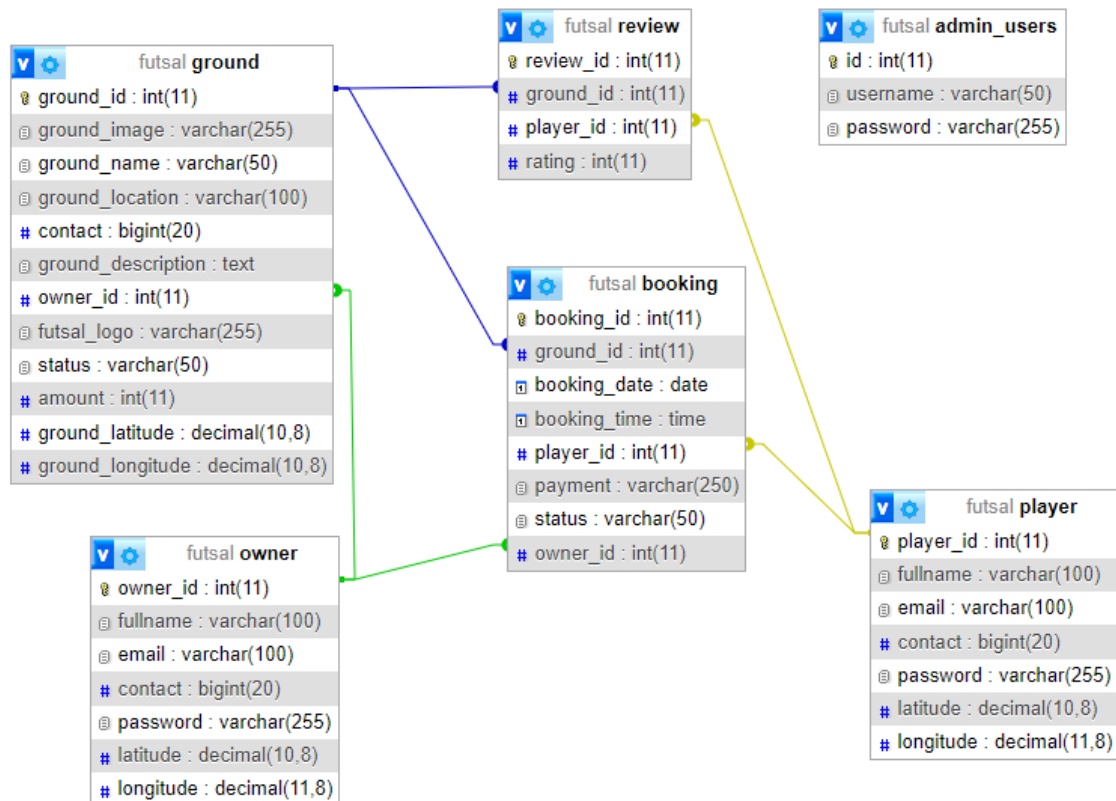 futsal ground
ground_id : int(11)
ground_image : varchar(255)
ground_name : varchar(50)
ground_location : varchar(100)
contact : bigint(20)
ground_description : text
owner_id : int(11)
futsal_logo : varchar(255)
status : varchar(50)
amount : int(11)
ground_latitude : decimal(10,8)
ground_longitude : decimal(10,8)
futsal review
review_id : int(11)
ground_id : int(11)
player_id : int(11)
rating : int(11)
futsal admin_users
id : int(11)
username : varchar(50)
password : varchar(255)
futsal booking
booking_id : int(11)
ground_id : int(11)
booking_date : date
booking_time : time
player_id : int(11)
payment : varchar(250)
status : varchar(50)
owner_id : int(11)
futsal owner
owner_id : int(11)
fullname : varchar(100)
email : varchar(100)
contact : bigint(20)
password : varchar(255)
latitude : decimal(10,8)
longitude : decimal(11,8)
futsal player
player_id : int(11)
fullname : varchar(100)
email : varchar(100)
contact : bigint(20)
password : varchar(255)
latitude : decimal(10,8)
longitude : decimal(11,8)